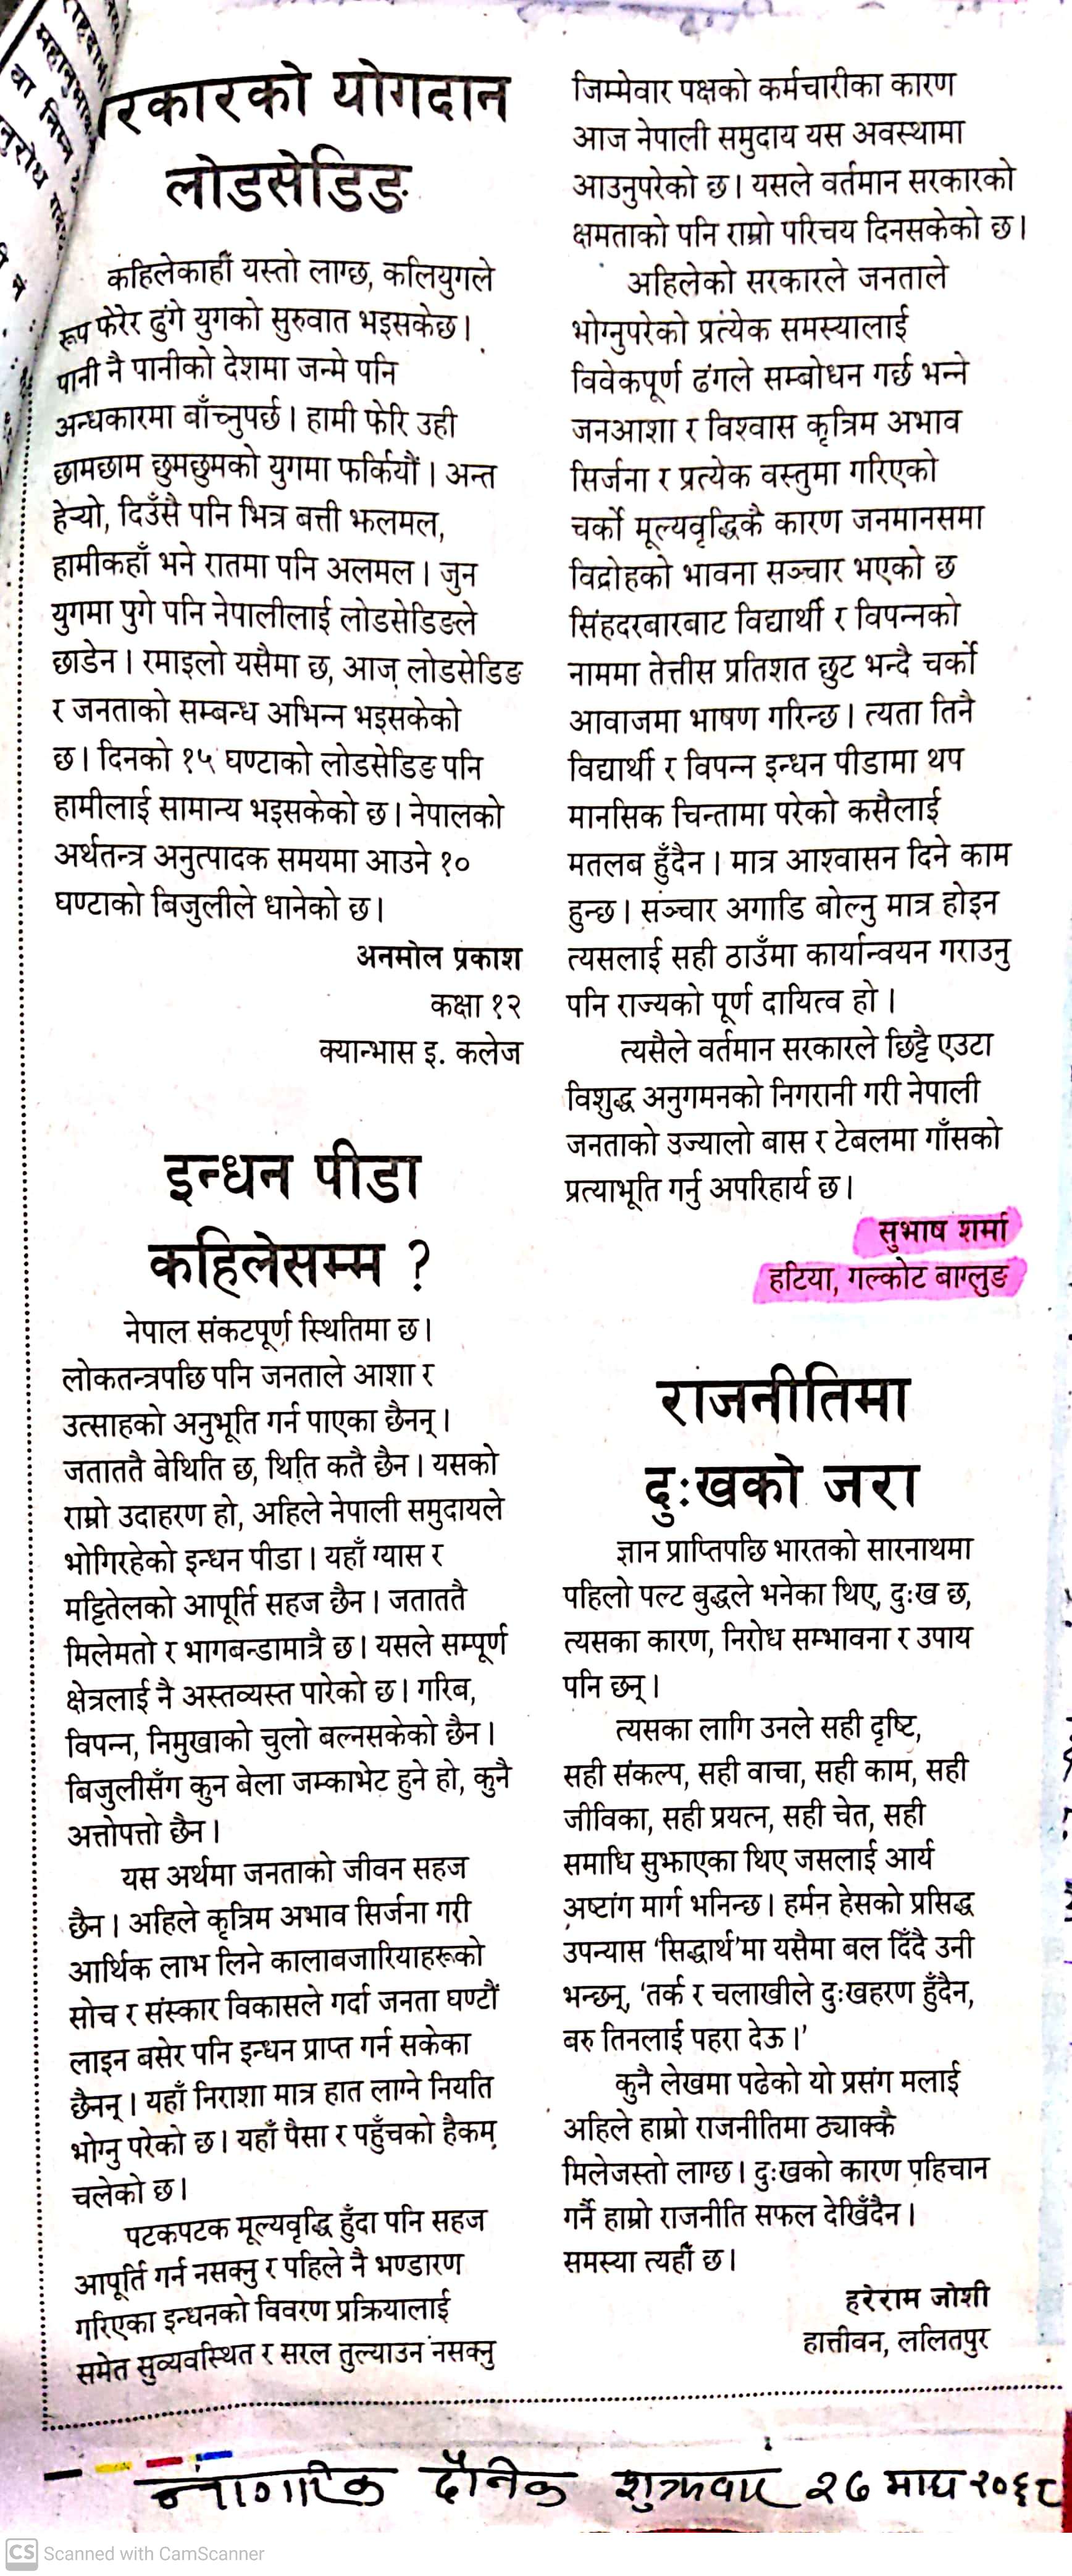 रकारको योगदान
लोडसेडिङ
कहिलेकाहीँ यस्तो लाग्छ, कलियुगले
रूप फेरेर ढुंगे युगको सुरुवात भइसकेछ।
पानी नै पानीको देशमा जन्मे पनि
अन्धकारमा बाँच्नुपर्छ। हामी फेरि उही
छामछाम छुमछुमको युगमा फर्कियौं। अन्त
हेर्‍यो, दिउँसै पनि भित्र बत्ती झलमल,
हामीकहाँ भने रातमा पनि अलमल। जुन
युगमा पुगे पनि नेपालीलाई लोडसेडिङले
छाडेन। रमाइलो यसैमा छ, आज लोडसेडिङ
र जनताको सम्बन्ध अभिन्न भइसकेको
छ। दिनको १५ घण्टाको लोडसेडिङ पनि
हामीलाई सामान्य भइसकेको छ। नेपालको
अर्थतन्त्र अनुत्पादक समयमा आउने १०
घण्टाको बिजुलीले धानेको छ।
अनमोल प्रकाश
कक्षा १२
क्यान्भास इ. कलेज
इन्धन पीडा
कहिलेसम्म ?
नेपाल संकटपूर्ण स्थितिमा छ।
लोकतन्त्रपछि पनि जनताले आशा र
उत्साहको अनुभूति गर्न पाएका छैनन्।
जताततै बेथिति छ, थिति कतै छैन। यसको
राम्रो उदाहरण हो, अहिले नेपाली समुदायले
भोगिरहेको इन्धन पीडा। यहाँ ग्यास र
मट्टितेलको आपूर्ति सहज छैन। जताततै
मिलेमतो र भागबन्डामात्रै छ। यसले सम्पूर्ण
क्षेत्रलाई नै अस्तव्यस्त पारेको छ। गरिब,
विपन्न, निमुखाको चुलो बल्नसकेको छैन।
बिजुलीसँग कुन बेला जम्काभेट हुने हो, कुनै
अत्तोपत्तो छैन।
यस अर्थमा जनताको जीवन सहज
छैन। अहिले कृत्रिम अभाव सिर्जना गरी
आर्थिक लाभ लिने कालाबजारियाहरूको
सोच र संस्कार विकासले गर्दा जनता घण्टौं
लाइन बसेर पनि इन्धन प्राप्त गर्न सकेका
छैनन्। यहाँ निराशा मात्र हात लाग्ने नियति
भोग्नु परेको छ। यहाँ पैसा र पहुँचको हैकम
चलेको छ।
पटकपटक मूल्यवृद्धि हुँदा पनि सहज
आपूर्ति गर्न नसक्नु र पहिले नै भण्डारण
गरिएका इन्धनको विवरण प्रक्रियालाई
समेत सुव्यवस्थित र सरल तुल्याउन नसक्नु
जिम्मेवार पक्षको कर्मचारीका कारण
आज नेपाली समुदाय यस अवस्थामा
आउनुपरेको छ। यसले वर्तमान सरकारको
क्षमताको पनि राम्रो परिचय दिनसकेको छ।
अहिलेको सरकारले जनताले
भोग्नुपरेको प्रत्येक समस्यालाई
विवेकपूर्ण ढंगले सम्बोधन गर्छ भन्ने
जनआशा र विश्वास कृत्रिम अभाव
सिर्जना र प्रत्येक वस्तुमा गरिएको
चर्को मूल्यवृद्धिकै कारण जनमानसमा
विद्रोहको भावना सञ्चार भएको छ
सिंहदरबारबाट विद्यार्थी र विपन्नको
नाममा तेत्तीस प्रतिशत छुट भन्दै चर्को
आवाजमा भाषण गरिन्छ। त्यता तिनै
विद्यार्थी र विपन्न इन्धन पीडामा थप
मानसिक चिन्तामा परेको कसैलाई
मतलब हुँदैन। मात्र आश्वासन दिने काम
हुन्छ। सञ्चार अगाडि बोल्नु मात्र होइन
त्यसलाई सही ठाउँमा कार्यान्वयन गराउनु
पनि राज्यको पूर्ण दायित्व हो।
त्यसैले वर्तमान सरकारले छिट्टै एउटा
विशुद्ध अनुगमनको निगरानी गरी नेपाली
जनताको उज्यालो बास र टेबलमा गाँसको
प्रत्याभूति गर्नु अपरिहार्य छ।
सुभाष शर्मा
हटिया, गल्कोट बाग्लुङ
राजनीतिमा
दुःखको जरा
ज्ञान प्राप्तिपछि भारतको सारनाथमा
पहिलो पल्ट बुद्धले भनेका थिए, दुःख छ,
त्यसका कारण, निरोध सम्भावना र उपाय
पनि छन्।
त्यसका लागि उनले सही दृष्टि,
सही संकल्प, सही वाचा, सही काम, सही
जीविका, सही प्रयत्न, सही चेत, सही
समाधि सुझाएका थिए जसलाई आर्य
अष्टांग मार्ग भनिन्छ। हर्मन हेसको प्रसिद्ध
उपन्यास ‘सिद्धार्थ’मा यसैमा बल दिँदै उनी
भन्छन्, ‘तर्क र चलाखीले दुःखहरण हुँदैन,
बरु तिनलाई पहरा देऊ।’
कुनै लेखमा पढेको यो प्रसंग मलाई
अहिले हाम्रो राजनीतिमा ठ्याक्कै
मिलेजस्तो लाग्छ। दुःखको कारण पहिचान
गर्नै हाम्रो राजनीति सफल देखिँदैन।
समस्या त्यहीँ छ।
हरेराम जोशी
हात्तीवन, ललितपुर
नागरिक दैनिक शुक्रवार २७ माघ २०६८
CS Scanned with CamScanner